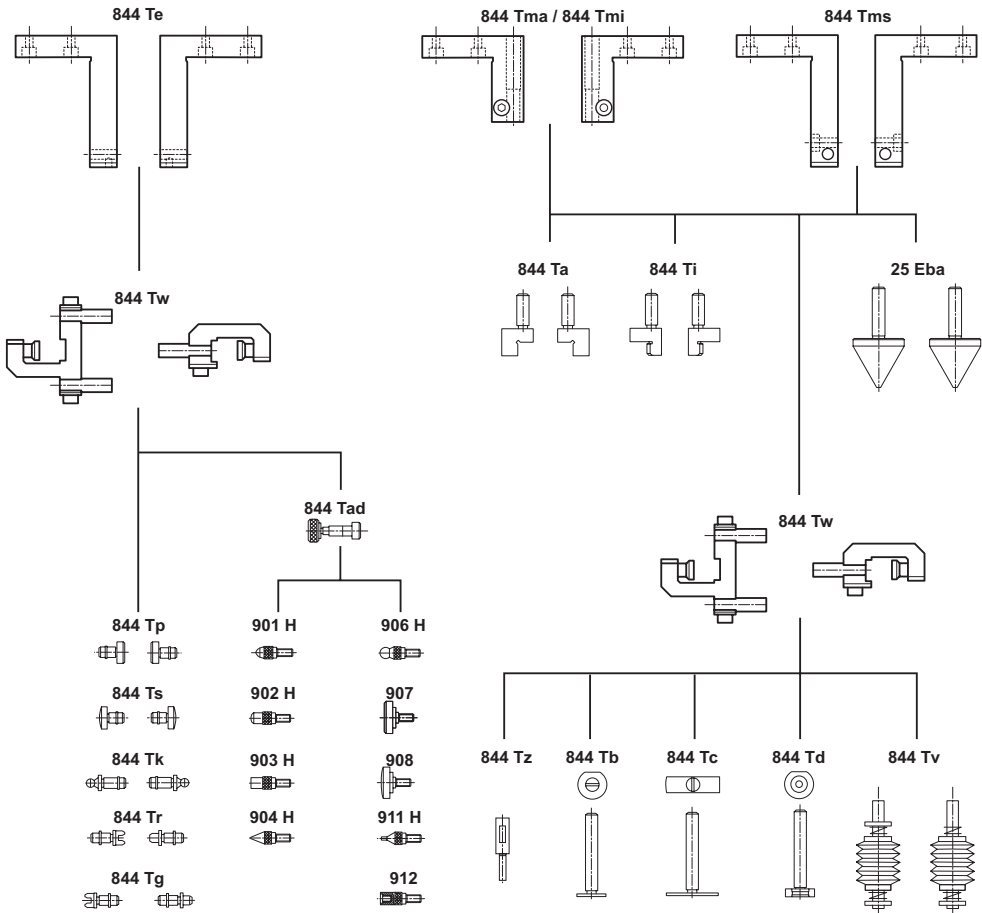 844 Te
844 Tma / 844 Tmi
844 Tms
844 Tw
844 Ta
844 Ti
25 Eba
844 Tad
844 Tw
844 Tp
901 H
906 H
844 Ts
902 H
907
844 Tk
903 H
908
844 Tr
904 H
911 H
844 Tg
912
844 Tz
844 Tb
844 Tc
844 Td
844 Tv